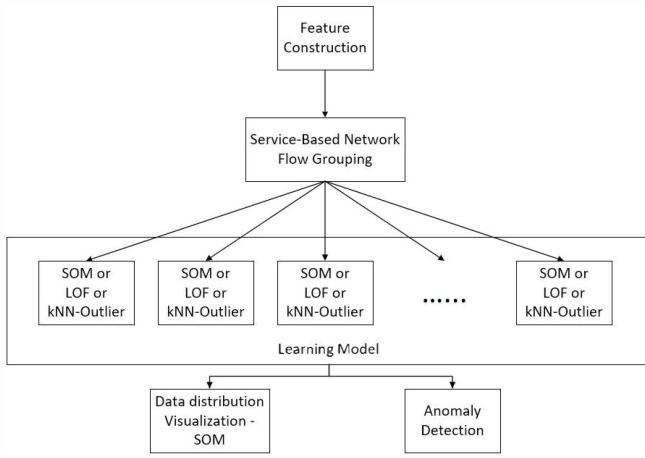 Feature
Construction
Service-Based Network
Flow Grouping
SOM or
LOF or
kNN-Outlier
SOM or
LOF or
kNN-Outlier
SOM or
LOF or
kNN-Outlier
......
SOM or
LOF or
kNN-Outlier
Learning Model
Data distribution
Visualization -
SOM
Anomaly
Detection